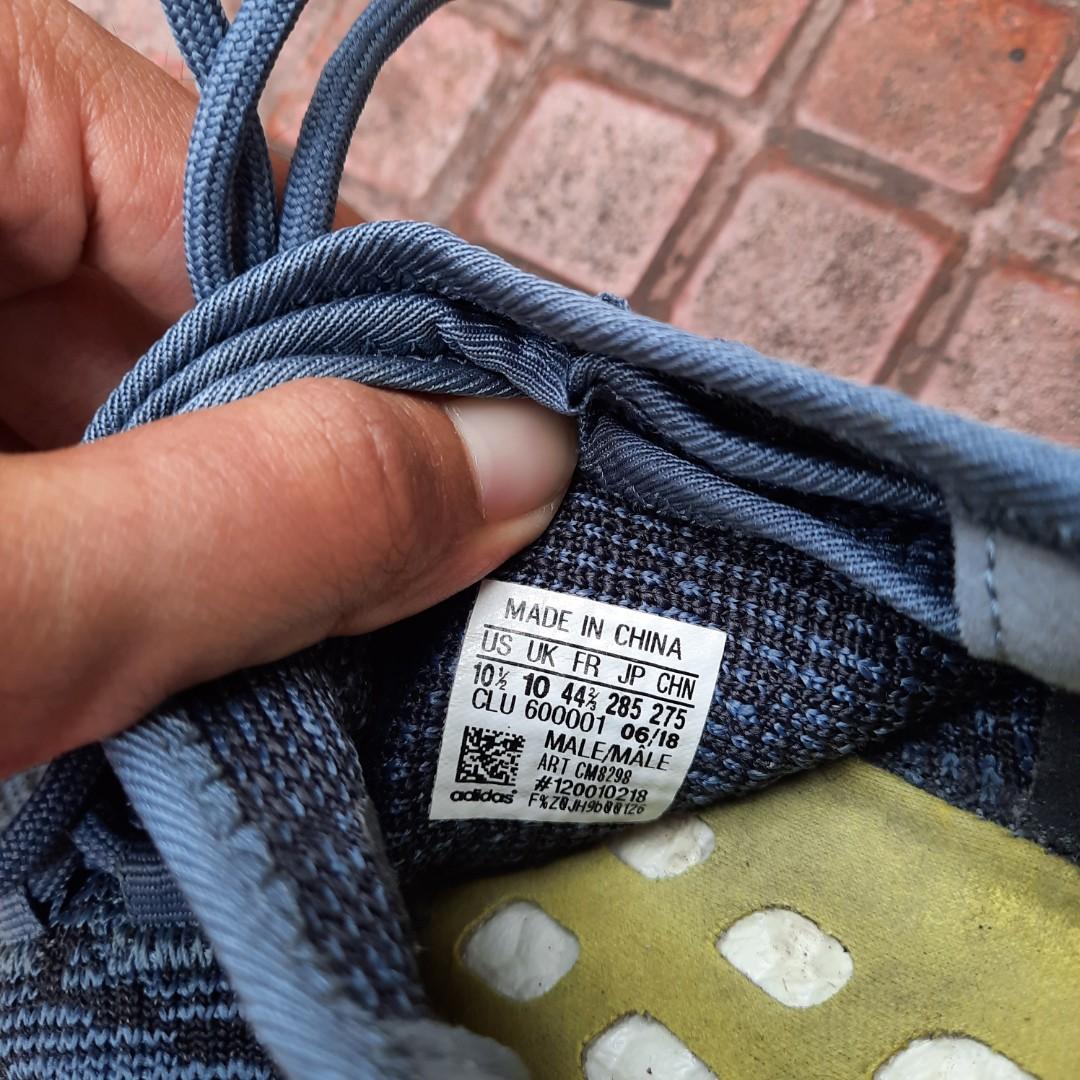 MADE IN CHINA
US UK FR JP CHN
10½ 10 44⅔ 285 275
CLU 600001 06/18
MALE/MÂLE
ART CM8298
#120010218
adidas F%Z0JH9b00126